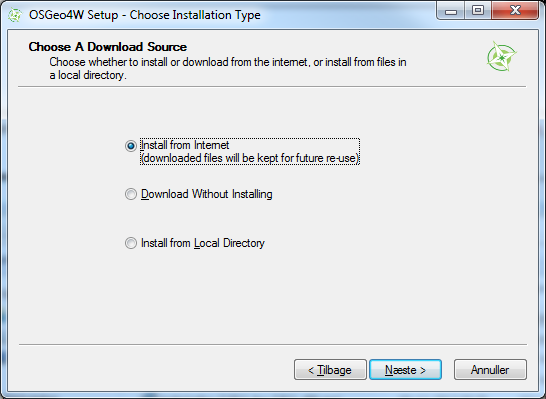 OSGeo4W Setup - Choose Installation Type
Choose A Download Source
Choose whether to install or download from the internet, or install from files in
a local directory.
Install from Internet
(downloaded files will be kept for future re-use)
Download Without Installing
Install from Local Directory
< Tilbage
Næste >
Annuller